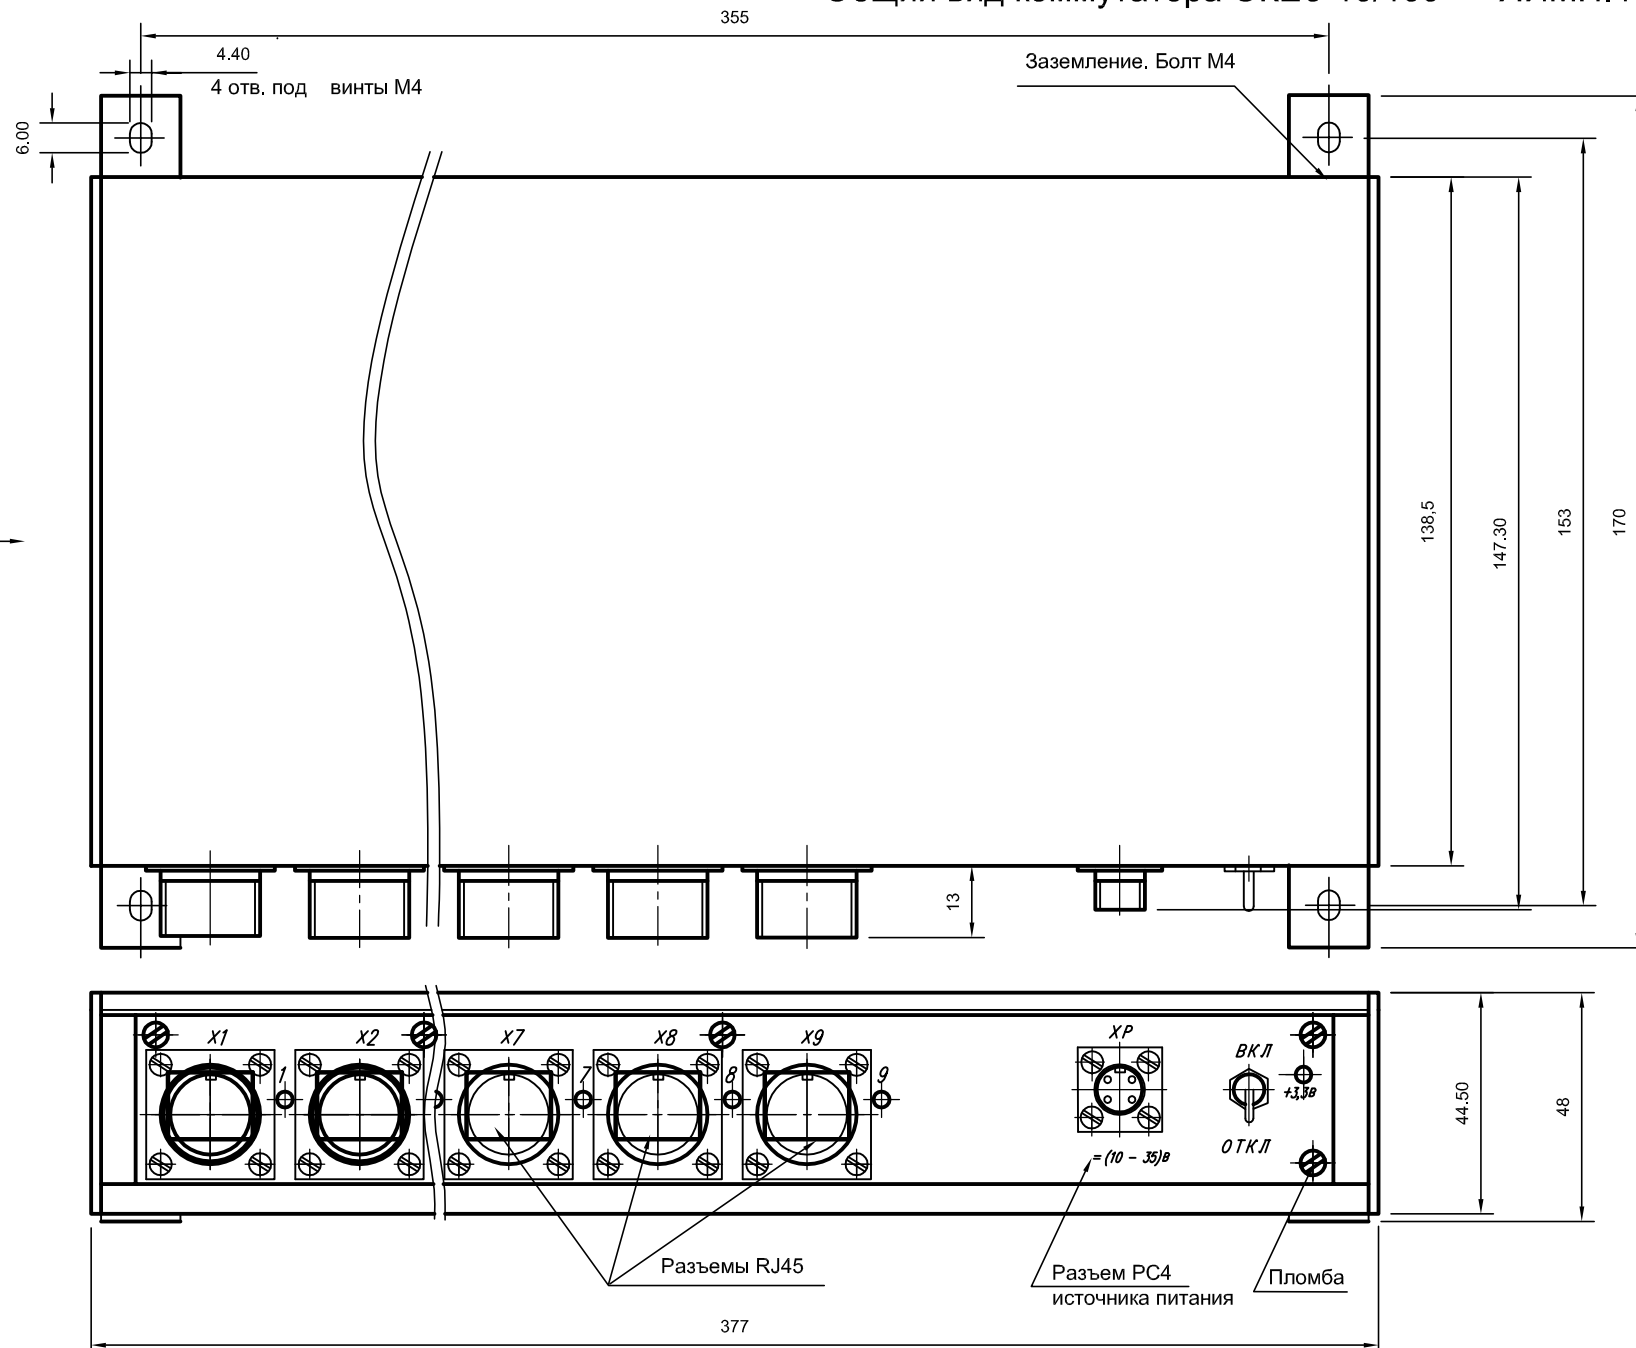 355
4.40
4 отв. под винты М4
Заземление. Болт М4
6.00
138,5
147.30
153
170
13
X1
X2
X7
X8
X9
XP
ВКЛ
1
7
8
9
+3,3в
ОТКЛ
=(10 - 35)в
44.50
48
Разъемы RJ45
Разъем РС4
источника питания
Пломба
377